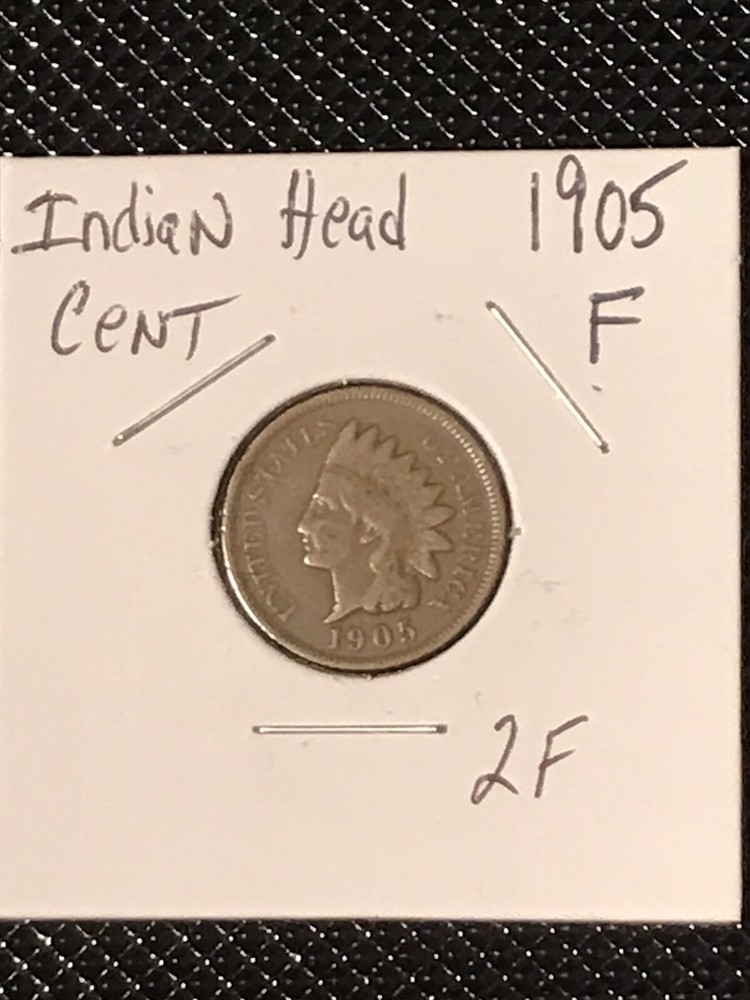 Indian Head 1905
Cent F
UNITED STATES OF AMERICA
1905
2F